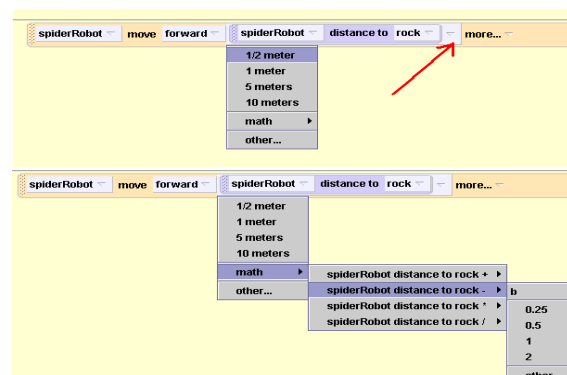 spiderRobot move forward spiderRobot distance to rock more...
1/2 meter
1 meter
5 meters
10 meters
math
other...
spiderRobot move forward spiderRobot distance to rock more...
1/2 meter
1 meter
5 meters
10 meters
math spiderRobot distance to rock +
other... spiderRobot distance to rock - b
spiderRobot distance to rock * 0.25
spiderRobot distance to rock / 0.5
1
2